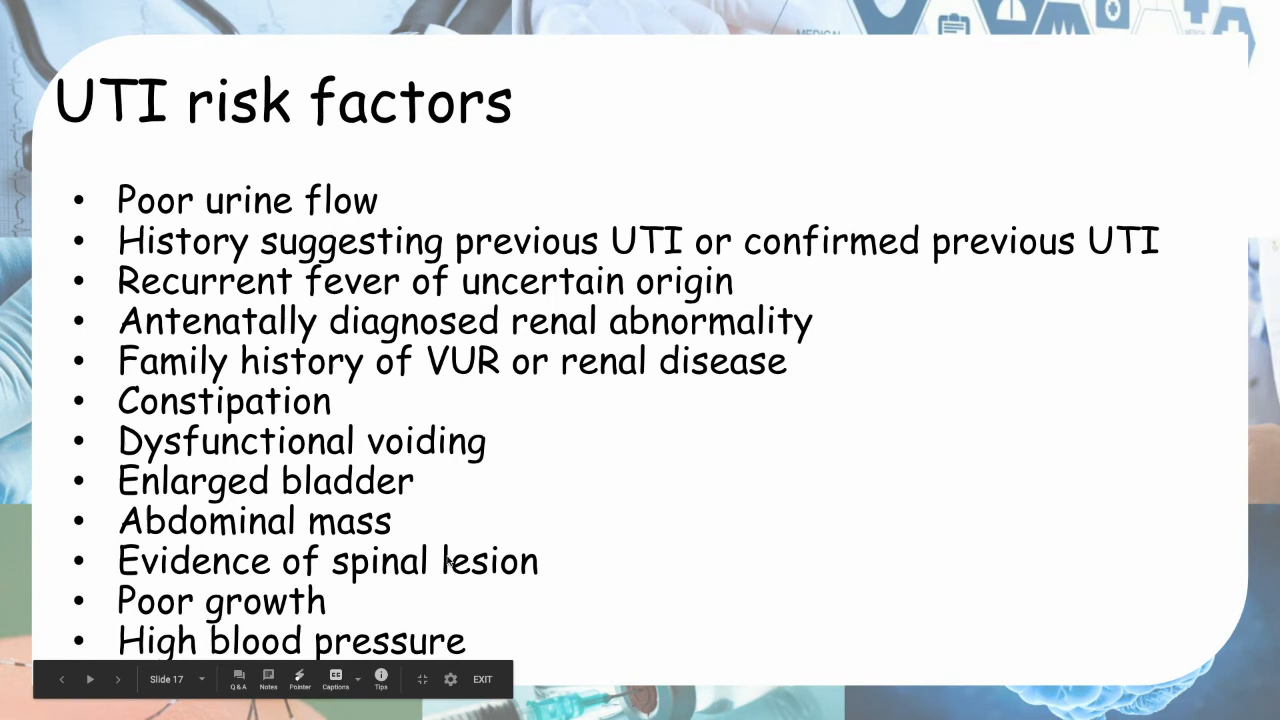 MEDICAL
UTI risk factors
• Poor urine flow
• History suggesting previous UTI or confirmed previous UTI
• Recurrent fever of uncertain origin
• Antenatally diagnosed renal abnormality
• Family history of VUR or renal disease
• Constipation
• Dysfunctional voiding
• Enlarged bladder
• Abdominal mass
• Evidence of spinal lesion
• Poor growth
• High blood pressure
Slide 17 Q&A Notes Pointer Captions Tips EXIT